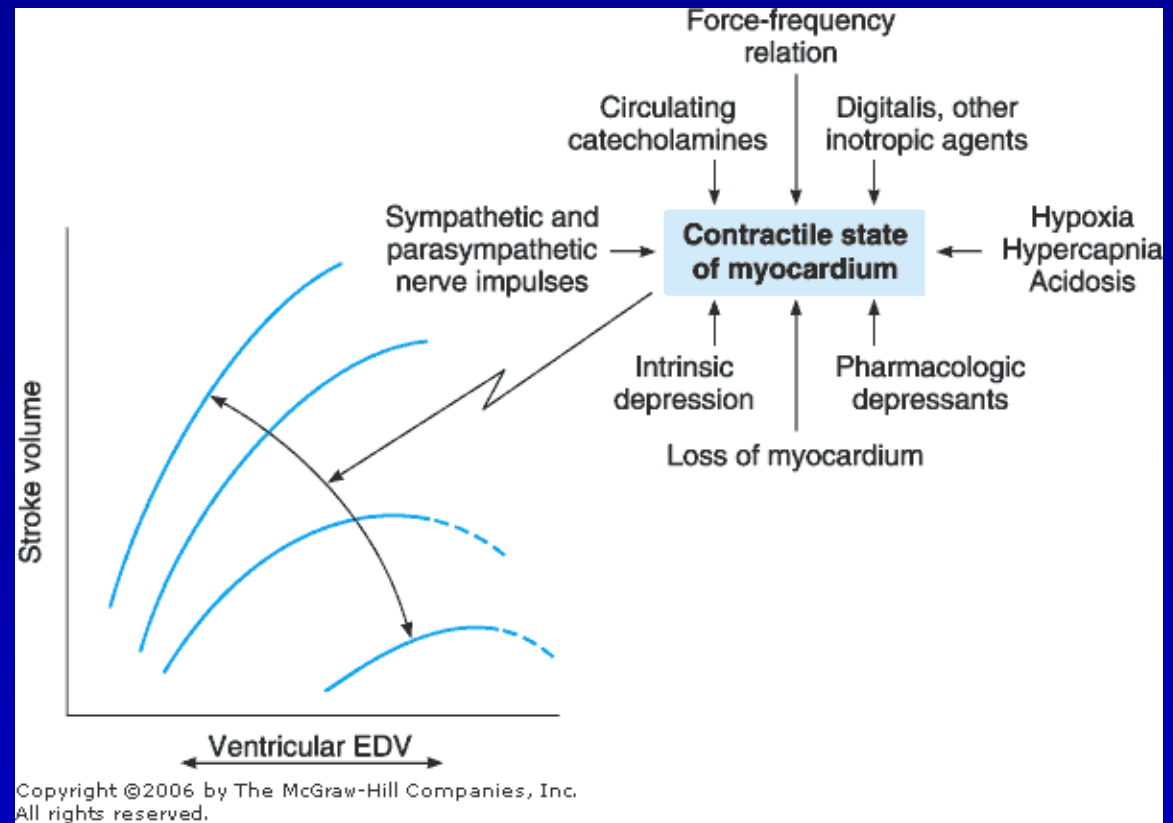 Force-frequency
relation
Circulating
catecholamines
Digitalis, other
inotropic agents
Sympathetic and
parasympathetic
nerve impulses
Contractile state
of myocardium
Hypoxia
Hypercapnia
Acidosis
Intrinsic
depression
Pharmacologic
depressants
Loss of myocardium
Stroke volume
Ventricular EDV
Copyright ©2006 by The McGraw-Hill Companies, Inc.
All rights reserved.